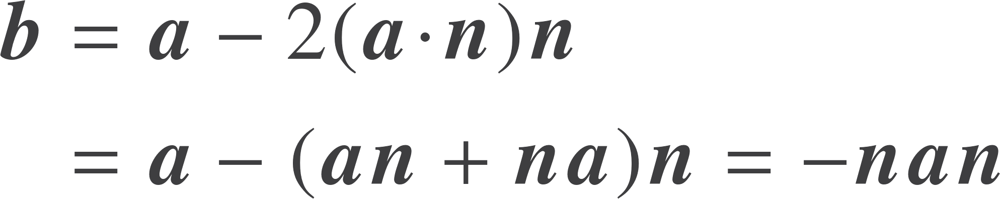 b = a − 2(a · n)n
= a − (an + na)n = −nan